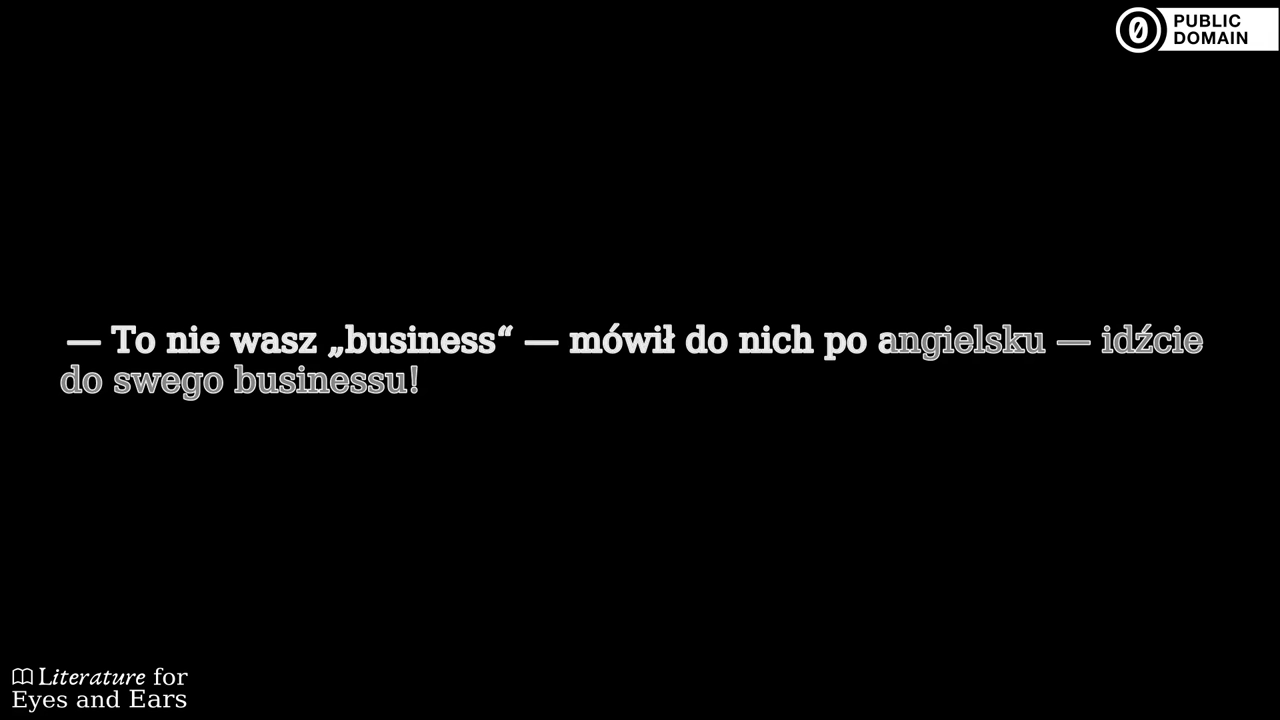 PUBLIC
DOMAIN
— To nie wasz „business“ — mówił do nich po angielsku — idźcie
do swego businessu!
Literature for
Eyes and Ears